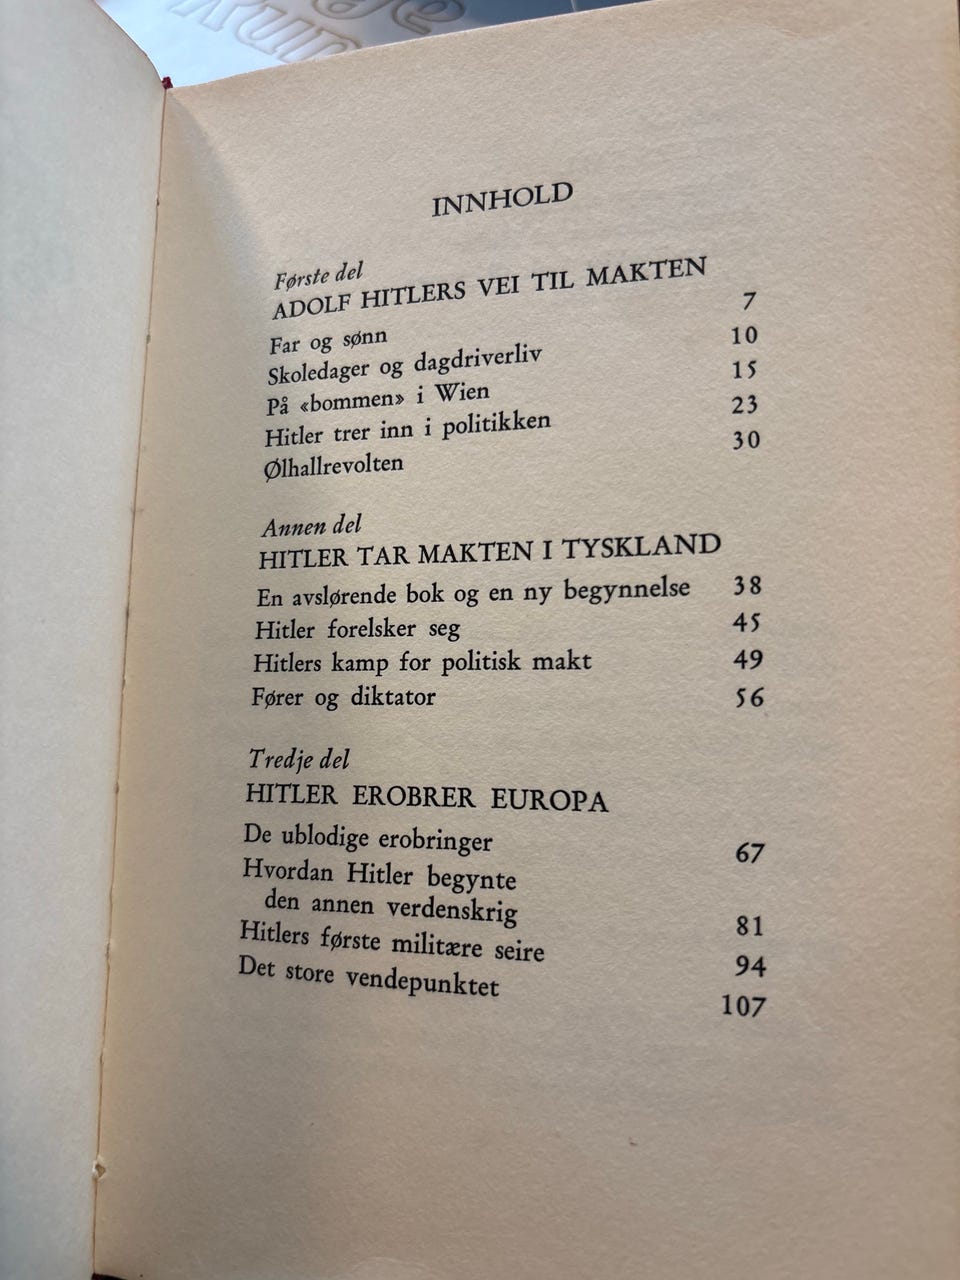 INNHOLD
Første del
ADOLF HITLERS VEI TIL MAKTEN
Far og sønn 7
Skoledager og dagdriverliv 10
På «bommen» i Wien 15
Hitler trer inn i politikken 23
Ølhallrevolten 30
Annen del
HITLER TAR MAKTEN I TYSKLAND
En avslørende bok og en ny begynnelse 38
Hitler forelsker seg 45
Hitlers kamp for politisk makt 49
Fører og diktator 56
Tredje del
HITLER EROBRER EUROPA
De ublodige erobringer 67
Hvordan Hitler begynte
den annen verdenskrig 81
Hitlers første militære seire 94
Det store vendepunktet 107